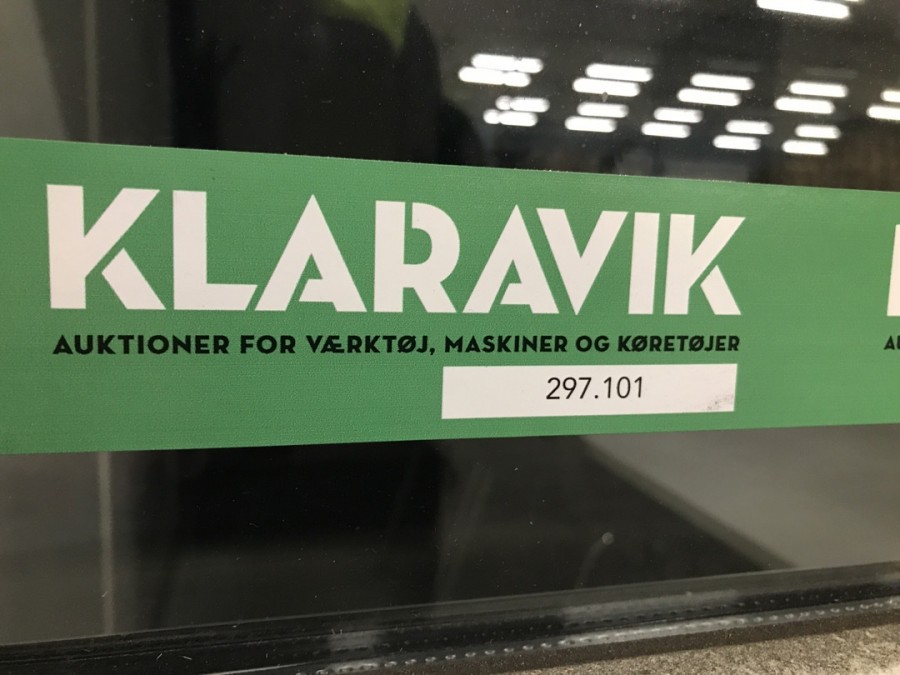 KLARAVIK
AUKTIONER FOR VÆRKTØJ, MASKINER OG KØRETØJER
297.101